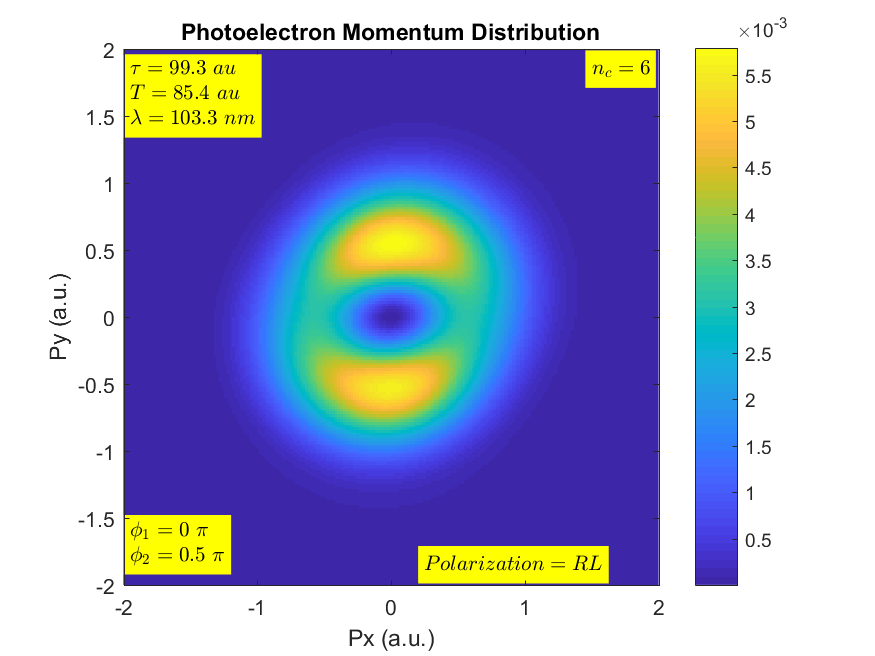 Photoelectron Momentum Distribution
×10⁻³
τ = 99.3 au
T = 85.4 au
λ = 103.3 nm
n_c = 6
ϕ₁ = 0 π
ϕ₂ = 0.5 π
Polarization = RL
2
1.5
1
0.5
0
-0.5
-1
-1.5
-2
Py (a.u.)
-2 -1 0 1 2
Px (a.u.)
5.5
5
4.5
4
3.5
3
2.5
2
1.5
1
0.5